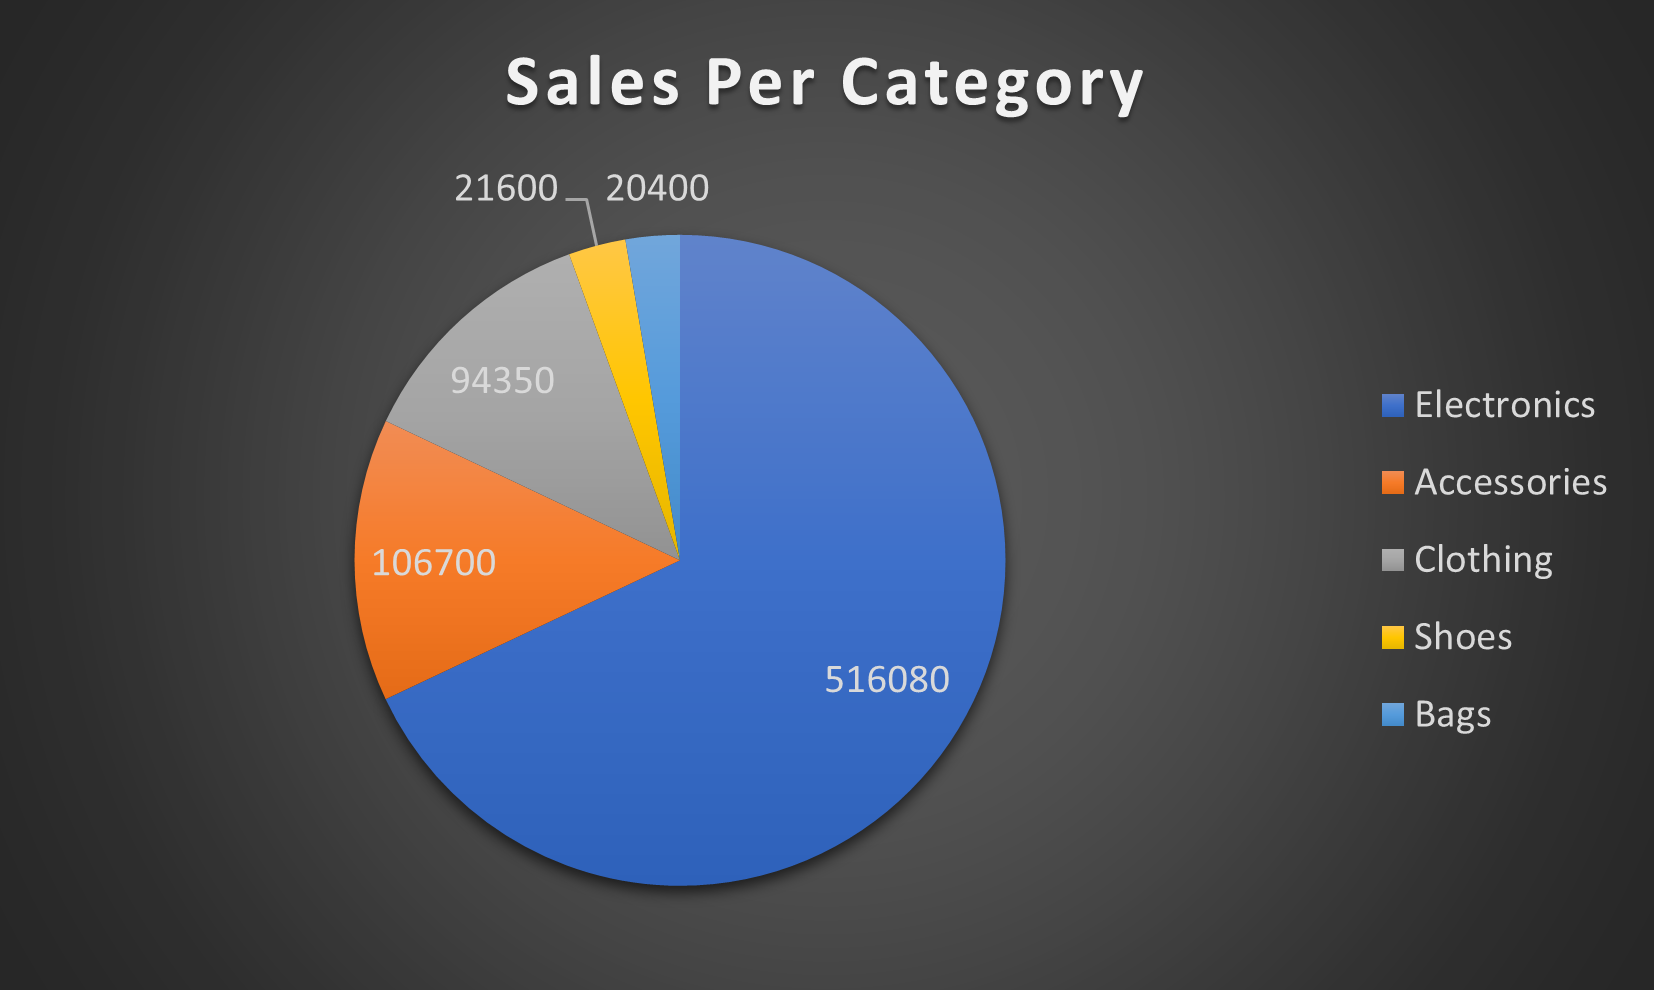 Sales Per Category
21600
20400
94350
106700
516080
Electronics
Accessories
Clothing
Shoes
Bags